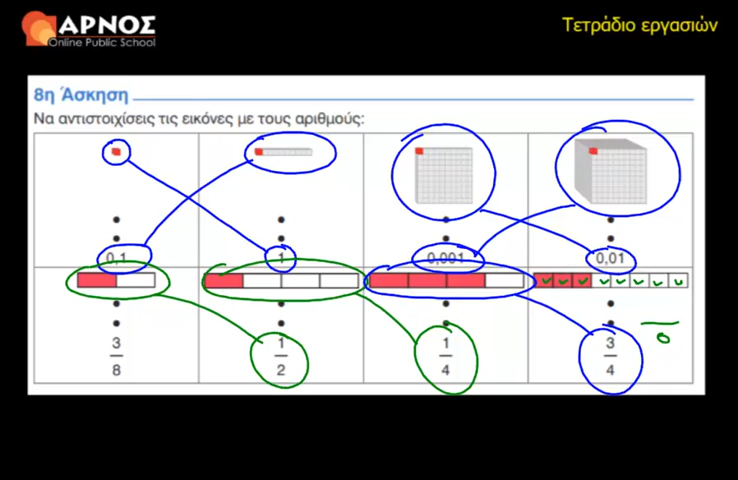 ΑΡΝΟΣ
Online Public School
Τετράδιο εργασιών
8η Άσκηση
Να αντιστοιχίσεις τις εικόνες με τους αριθμούς:
0,1 1 0,001 0,01
3 1 1 3
8 2 4 4
8